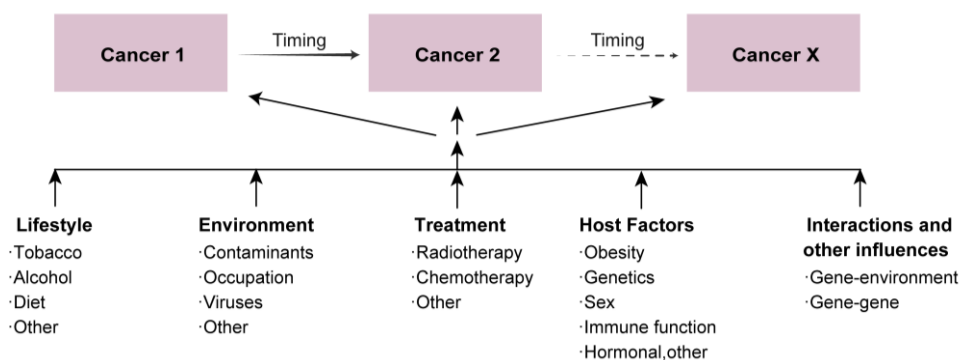 Cancer 1
Timing
Cancer 2
Timing
Cancer X
Lifestyle
·Tobacco
·Alcohol
·Diet
·Other
Environment
·Contaminants
·Occupation
·Viruses
·Other
Treatment
·Radiotherapy
·Chemotherapy
·Other
Host Factors
·Obesity
·Genetics
·Sex
·Immune function
·Hormonal,other
Interactions and
other influences
·Gene-environment
·Gene-gene